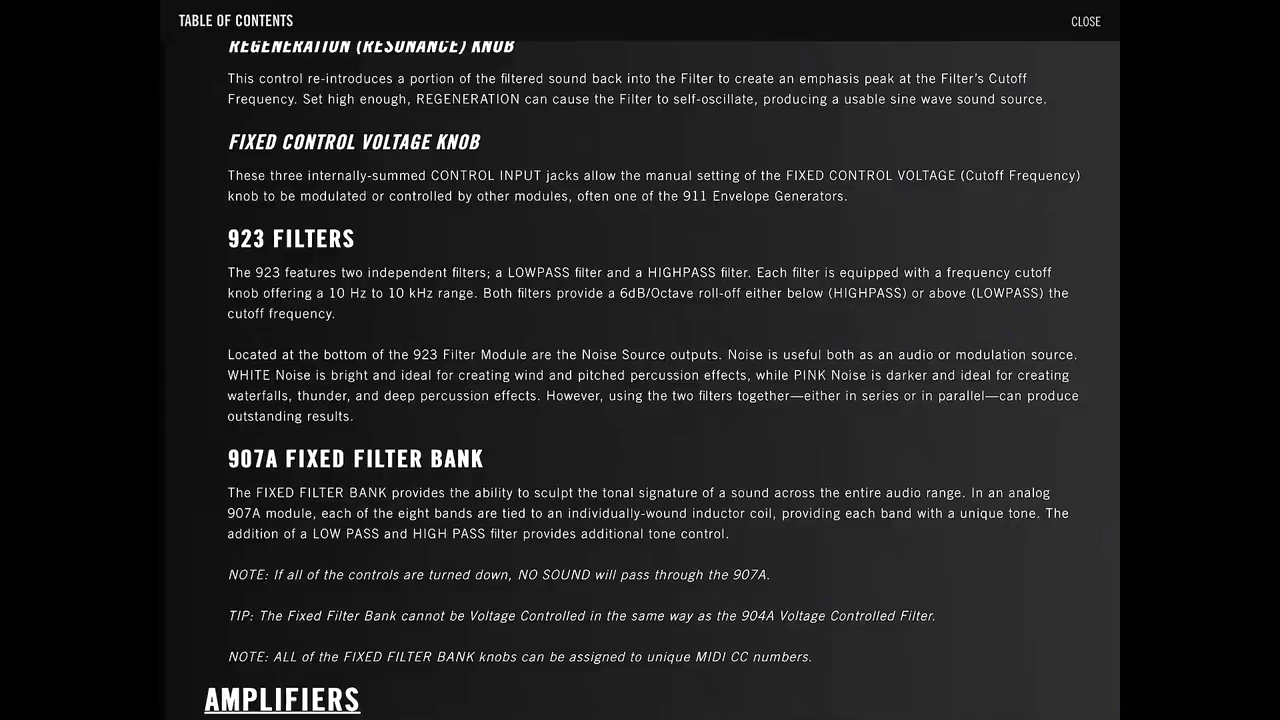 TABLE OF CONTENTS
CLOSE
REGENERATION (RESONANCE) KNOB
This control re-introduces a portion of the filtered sound back into the Filter to create an emphasis peak at the Filter's Cutoff
Frequency. Set high enough, REGENERATION can cause the Filter to self-oscillate, producing a usable sine wave sound source.
FIXED CONTROL VOLTAGE KNOB
These three internally-summed CONTROL INPUT jacks allow the manual setting of the FIXED CONTROL VOLTAGE (Cutoff Frequency)
knob to be modulated or controlled by other modules, often one of the 911 Envelope Generators.
923 FILTERS
The 923 features two independent filters; a LOWPASS filter and a HIGHPASS filter. Each filter is equipped with a frequency cutoff
knob offering a 10 Hz to 10 kHz range. Both filters provide a 6dB/Octave roll-off either below (HIGHPASS) or above (LOWPASS) the
cutoff frequency.
Located at the bottom of the 923 Filter Module are the Noise Source outputs. Noise is useful both as an audio or modulation source.
WHITE Noise is bright and ideal for creating wind and pitched percussion effects, while PINK Noise is darker and ideal for creating
waterfalls, thunder, and deep percussion effects. However, using the two filters together—either in series or in parallel—can produce
outstanding results.
907A FIXED FILTER BANK
The FIXED FILTER BANK provides the ability to sculpt the tonal signature of a sound across the entire audio range. In an analog
907A module, each of the eight bands are tied to an individually-wound inductor coil, providing each band with a unique tone. The
addition of a LOW PASS and HIGH PASS filter provides additional tone control.
NOTE: If all of the controls are turned down, NO SOUND will pass through the 907A.
TIP: The Fixed Filter Bank cannot be Voltage Controlled in the same way as the 904A Voltage Controlled Filter.
NOTE: ALL of the FIXED FILTER BANK knobs can be assigned to unique MIDI CC numbers.
AMPLIFIERS